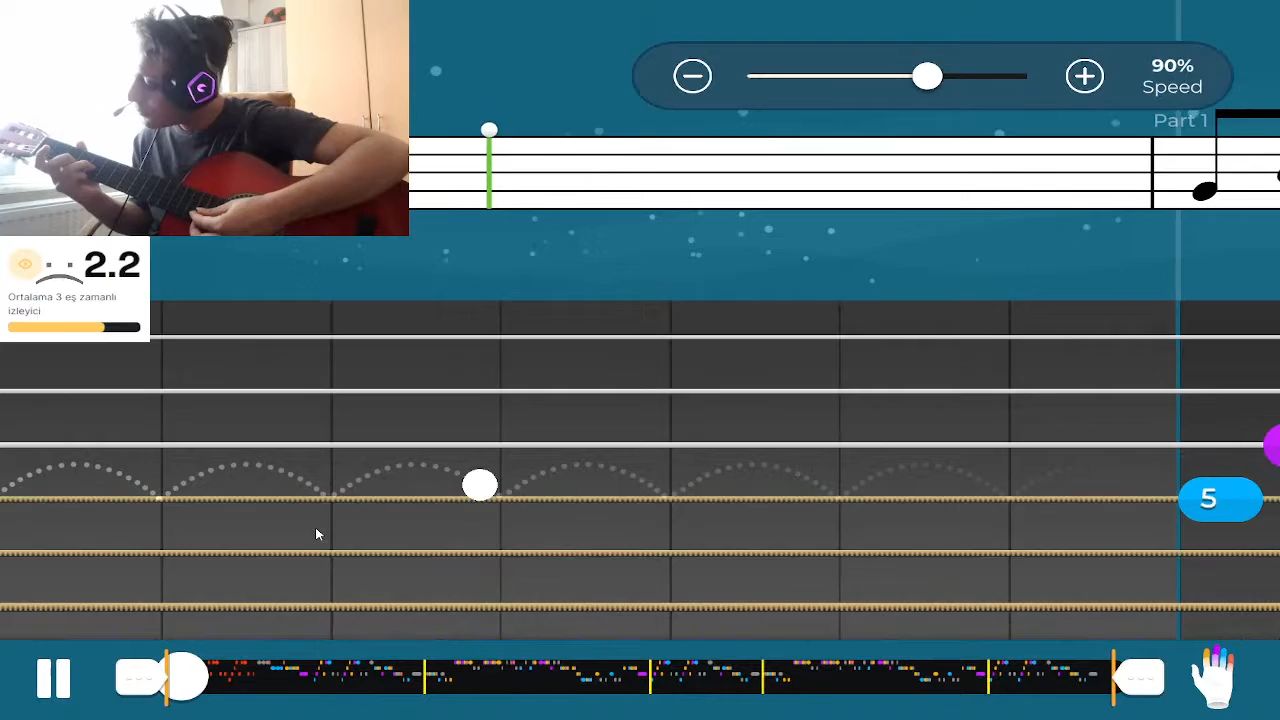 90%
Speed
Part 1
2.2
Ortalama 3 eş zamanlı
izleyici
5